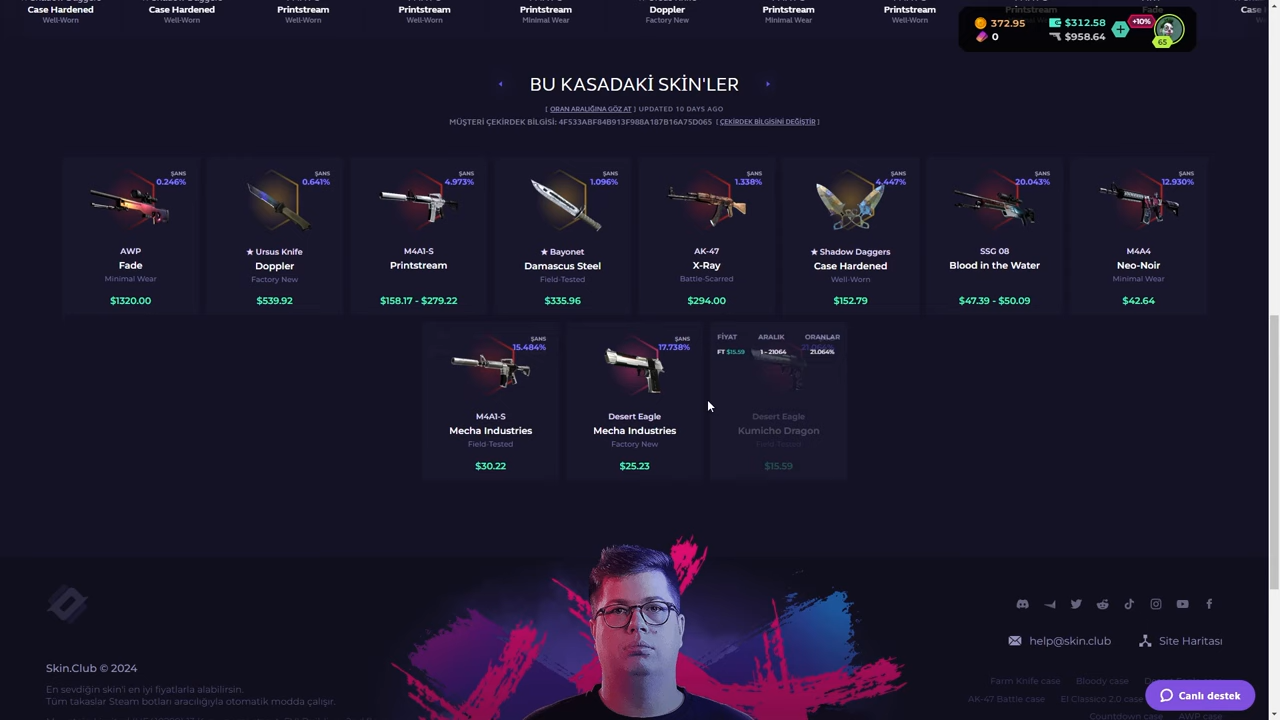 Case Hardened
Well-Worn
Case Hardened
Well-Worn
Printstream
Well-Worn
Printstream
Well-Worn
Printstream
Minimal Wear
Doppler
Factory New
Printstream
Minimal Wear
Printstream
Well-Worn
372.95
$312.58
+10%
0
$958.64
65
BU KASADAKİ SKİN'LER
[ ORAN ARALIĞINA GÖZ AT ] UPDATED 10 DAYS AGO
MÜŞTERİ ÇEKİRDEK BİLGİSİ: 4F533ABF84B913F988A187B16A75D065 [ ÇEKİRDEK BİLGİSİNİ DEĞİŞTİR ]
ŞANS
0.246%
AWP
Fade
Minimal Wear
$1320.00
ŞANS
0.641%
★ Ursus Knife
Doppler
Factory New
$539.92
ŞANS
4.973%
M4A1-S
Printstream
$158.17 - $279.22
ŞANS
1.096%
★ Bayonet
Damascus Steel
Field-Tested
$335.96
ŞANS
1.338%
AK-47
X-Ray
Battle-Scarred
$294.00
ŞANS
4.447%
★ Shadow Daggers
Case Hardened
Well-Worn
$152.79
ŞANS
20.043%
SSG 08
Blood in the Water
$47.39 - $50.09
ŞANS
12.930%
M4A4
Neo-Noir
Minimal Wear
$42.64
ŞANS
15.484%
M4A1-S
Mecha Industries
Field-Tested
$30.22
ŞANS
17.738%
Desert Eagle
Mecha Industries
Factory New
$25.23
FİYAT ARALIK ORANLAR
FT $15.59 1 - 21064 21.064%
Desert Eagle
Kumicho Dragon
Field-Tested
$15.59
help@skin.club
Site Haritası
Skin.Club © 2024
En sevdiğin skin'i en iyi fiyatlarla alabilirsin.
Tüm takaslar Steam botları aracılığıyla otomatik modda çalışır.
Farm Knife case
Bloody case
AK-47 Battle case
El Classico 2.0 case
Countdown case
AWP case
Canlı destek